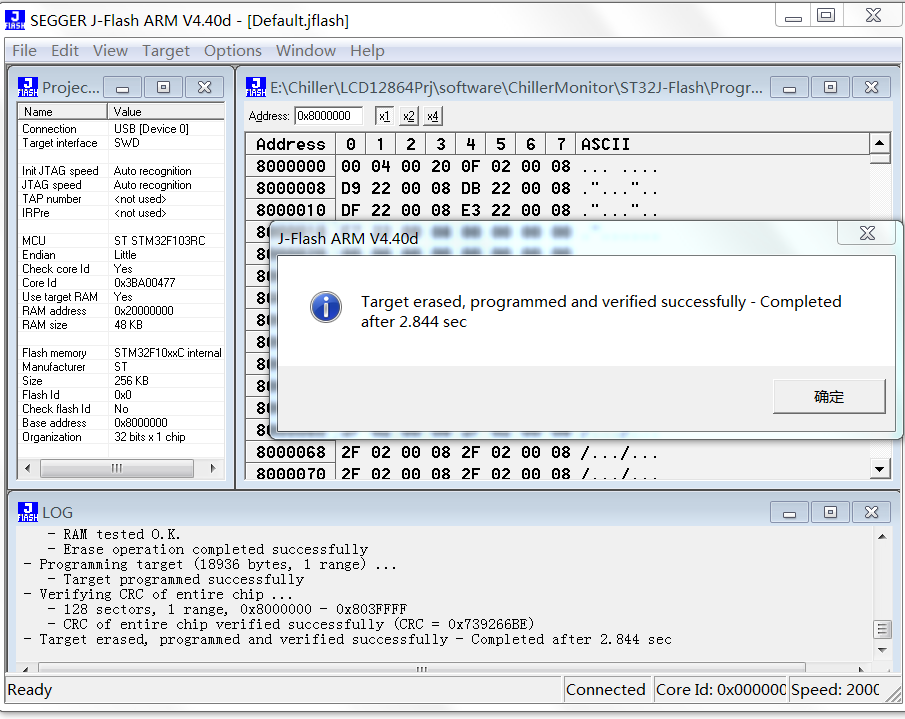 SEGGER J-Flash ARM V4.40d - [Default.jflash]
File Edit View Target Options Window Help
Projec...
Name Value
Connection USB [Device 0]
Target interface SWD
Init JTAG speed Auto recognition
JTAG speed Auto recognition
TAP number <not used>
IRPre <not used>
MCU ST STM32F103RC
Endian Little
Check core Id Yes
Core Id 0x3BA00477
Use target RAM Yes
RAM address 0x20000000
RAM size 48 KB
Flash memory STM32F10xxC internal
Manufacturer ST
Size 256 KB
Flash Id 0x0
Check flash Id No
Base address 0x8000000
Organization 32 bits x 1 chip
E:\Chiller\LCD12864Prj\software\ChillerMonitor\ST32J-Flash\Progr...
Address: 0x8000000 x1 x2 x4
Address 0 1 2 3 4 5 6 7 ASCII
8000000 00 04 00 20 0F 02 00 08 ... ....
8000008 D9 22 00 08 DB 22 00 08 ."..."..
8000010 DF 22 00 08 E3 22 00 08 ."..."..
J-Flash ARM V4.40d
Target erased, programmed and verified successfully - Completed
after 2.844 sec
确定
8000068 2F 02 00 08 2F 02 00 08 /.../...
8000070 2F 02 00 08 2F 02 00 08 /.../...
LOG
- RAM tested O.K.
- Erase operation completed successfully
- Programming target (18936 bytes, 1 range) ...
- Target programmed successfully
- Verifying CRC of entire chip ...
- 128 sectors, 1 range, 0x8000000 - 0x803FFFF
- CRC of entire chip verified successfully (CRC = 0x739266BE)
- Target erased, programmed and verified successfully - Completed after 2.844 sec
Ready Connected Core Id: 0x000000 Speed: 2000